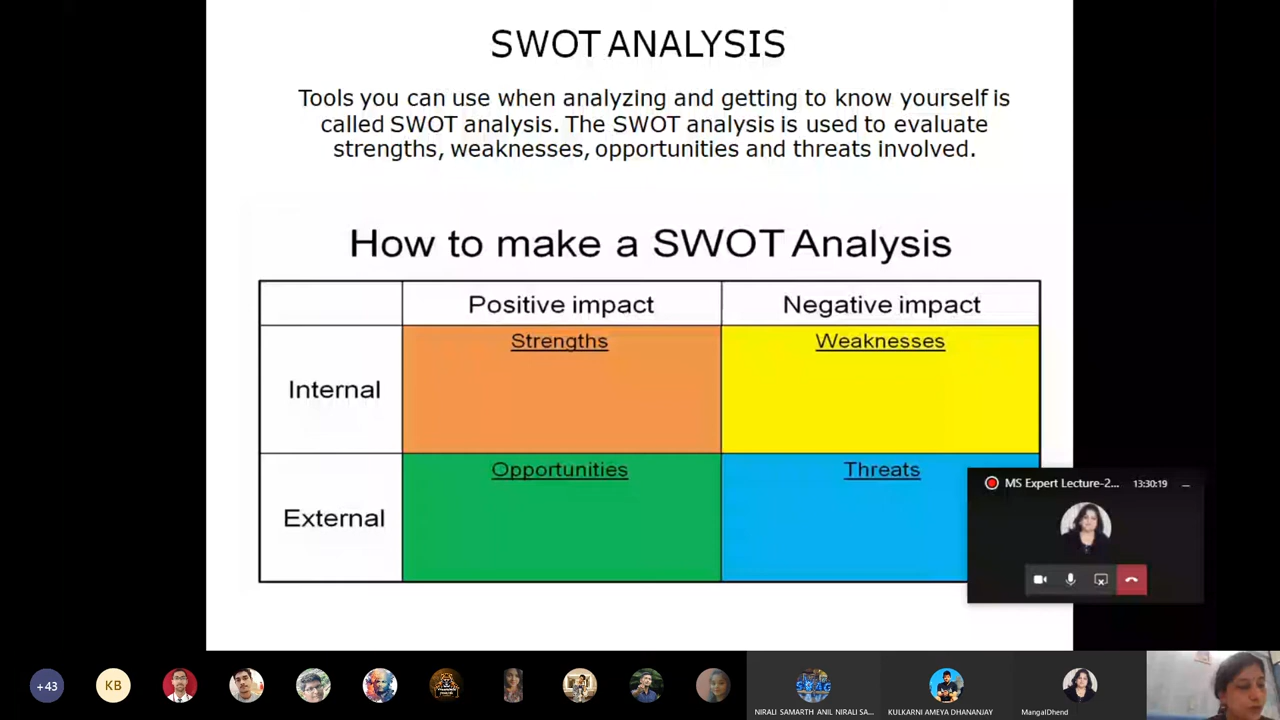 SWOT ANALYSIS
Tools you can use when analyzing and getting to know yourself is
called SWOT analysis. The SWOT analysis is used to evaluate
strengths, weaknesses, opportunities and threats involved.
How to make a SWOT Analysis
Positive impact
Negative impact
Internal
Strengths
Weaknesses
External
Opportunities
Threats
MS Expert Lecture-2...
13:30:19
+43
KB
NIRALI SAMARTH ANIL NIRALI SA...
KULKARNI AMEYA DHANANJAY
MangalDhend